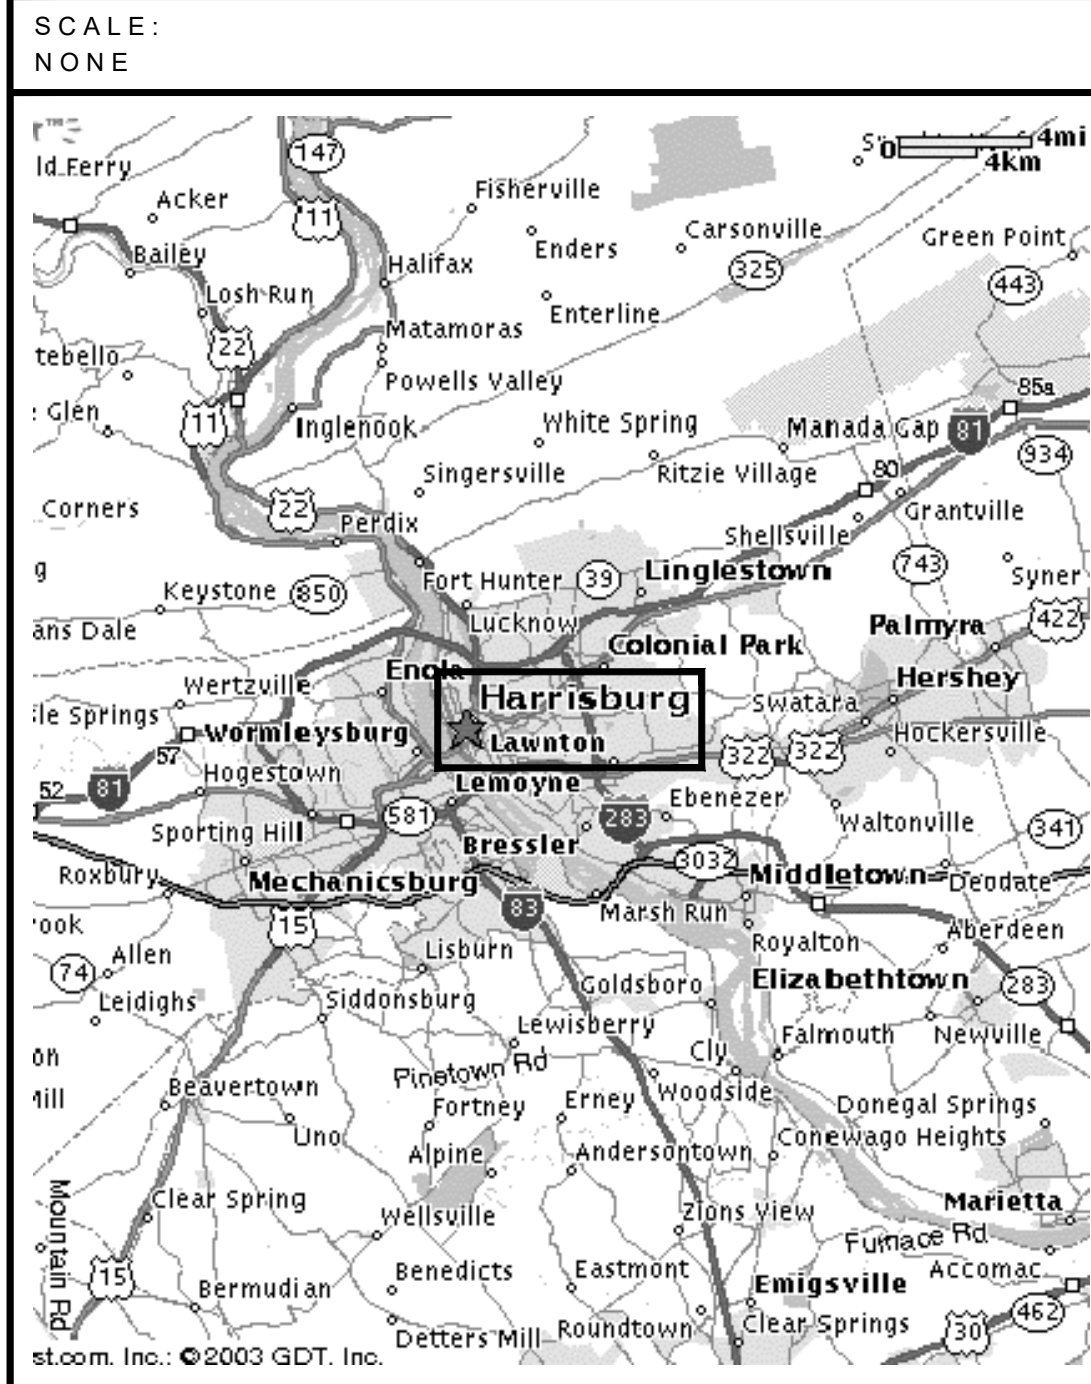 SCALE:
NONE
ld Ferry
147
0
4mi
4km
Acker
11
Fisherville
Bailey
Enders
Carsonville
Green Point
Halifax
325
443
Losh Run
Enterline
22
Matamoras
tebello
Powells Valley
85a
Glen
11
Inglenook
White Spring
Manada Gap
81
934
Singersville
Ritzie Village
80
Corners
22
Perdix
Grantville
Shellsville
g
Keystone
850
Fort Hunter
39
Linglestown
743
Syner
ans Dale
Lucknow
Palmyra
422
Colonial Park
Enola
Wertzville
Harrisburg
Swatara
Hershey
le Springs
Wormleysburg
Lawnton
Hockersville
57
322
322
52
81
Hogestown
Lemoyne
Ebenezer
581
283
Waltonville
341
Sporting Hill
Bressler
3032
Roxbury
Mechanicsburg
Middletown
Deodate
83
Marsh Run
rook
15
Royalton
Aberdeen
Allen
Lisburn
74
Elizabethtown
283
Leidighs
Siddonsburg
Goldsboro
Lewisberry
Falmouth
Newville
on
Cly
Pinetown Rd
Mill
Beavertown
Fortney
Erney
Woodside
Donegal Springs
Uno
Alpine
Andersontown
Conewago Heights
Mountain Rd
Clear Spring
Wellsville
Zions View
Marietta
Furnace Rd
15
Bermudian
Benedicts
Eastmont
Emigsville
Accomac
Detters Mill
Roundtown
Clear Springs
30
462
st.com, Inc.; ©2003 GDT, Inc.